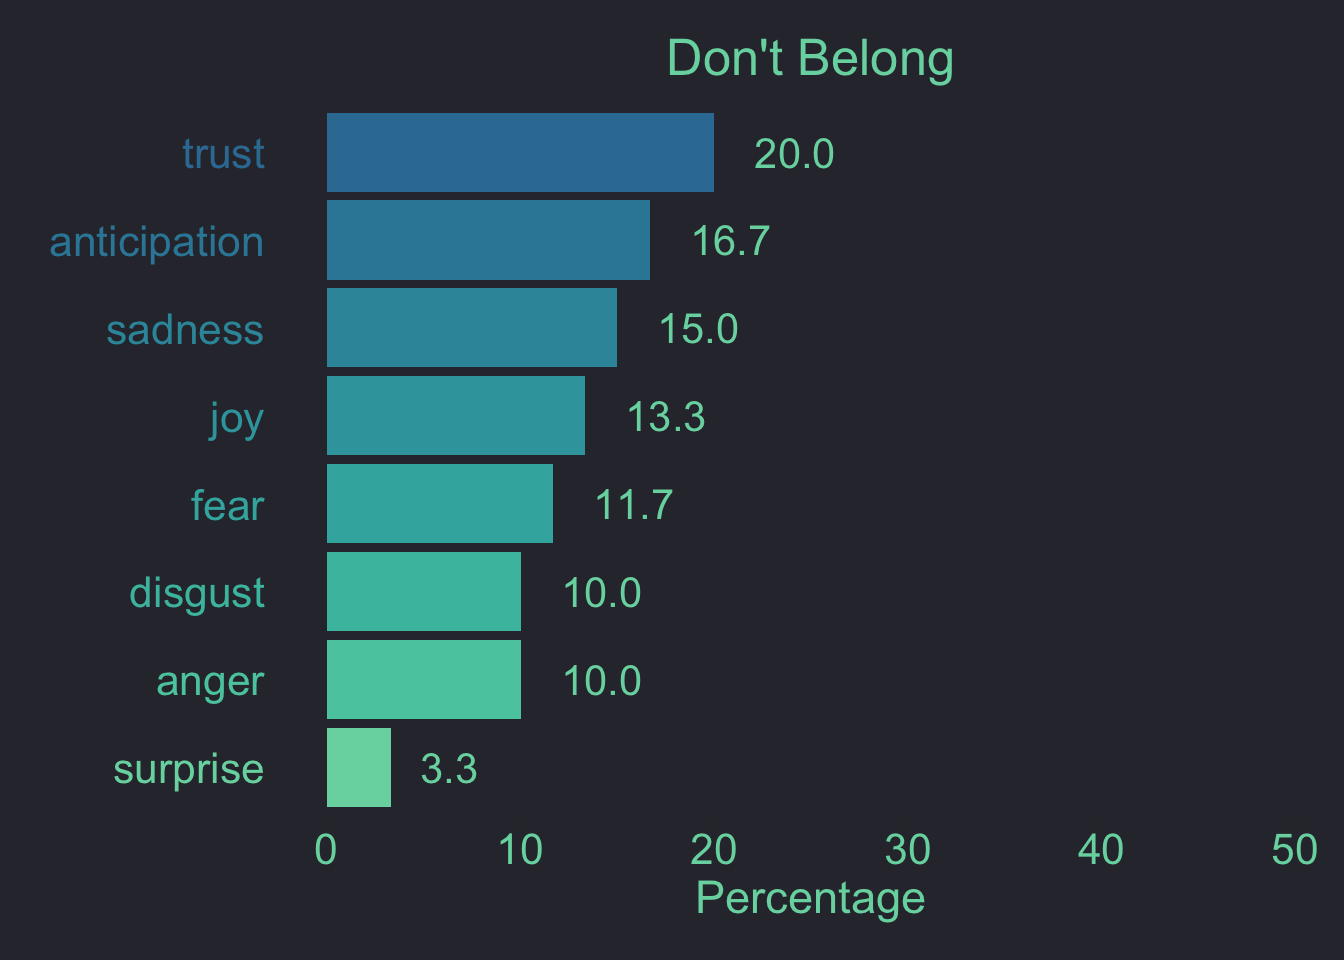 Don't Belong
trust 20.0
anticipation 16.7
sadness 15.0
joy 13.3
fear 11.7
disgust 10.0
anger 10.0
surprise 3.3
0 10 20 30 40 50
Percentage